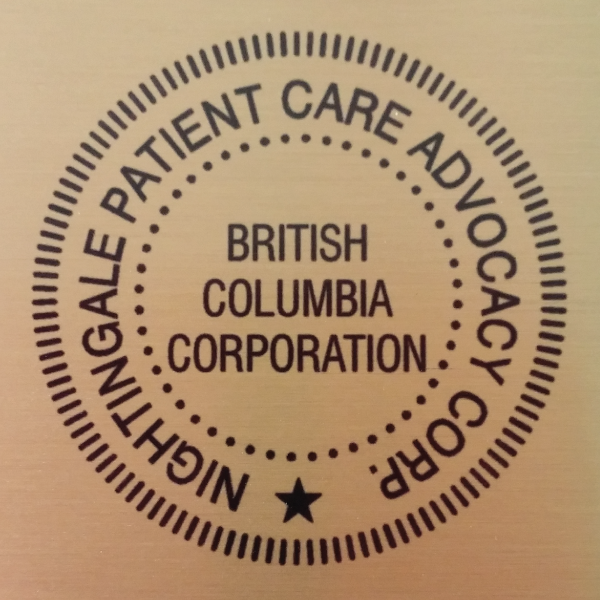 NIGHTINGALE PATIENT CARE ADVOCACY CORP.
BRITISH
COLUMBIA
CORPORATION